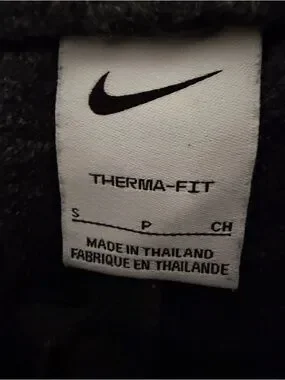 THERMA-FIT
S P CH
MADE IN THAILAND
FABRIQUE EN THAILANDE